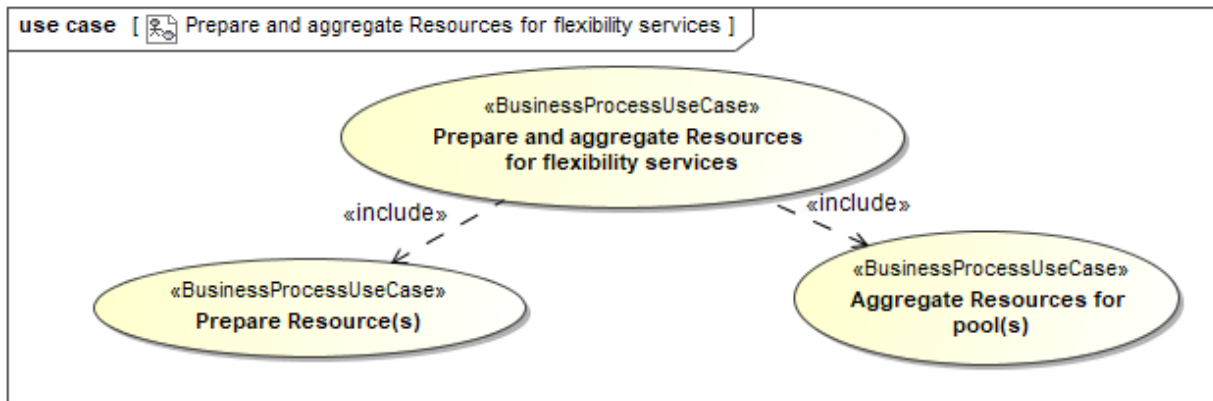 use case [ Prepare and aggregate Resources for flexibility services ]
«BusinessProcessUseCase»
Prepare and aggregate Resources
for flexibility services
«include»
«include»
«BusinessProcessUseCase»
Prepare Resource(s)
«BusinessProcessUseCase»
Aggregate Resources for
pool(s)